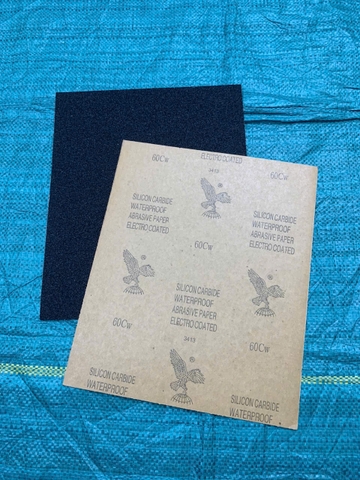 ELECTRO COATED
60Cw
3413
60Cw
SILICON CARBIDE
WATERPROOF
ABRASIVE PAPER
ELECTRO COATED
SILICON CARBIDE
WATERPROOF
ABRASIVE PAPER
ELECTRO COATED
60Cw
SILICON CARBIDE
WATERPROOF
ABRASIVE PAPER
ELECTRO COATED
60Cw
3413
60Cw
SILICON CARBIDE
WATERPROOF
SILICON CARBIDE
WATERPROOF